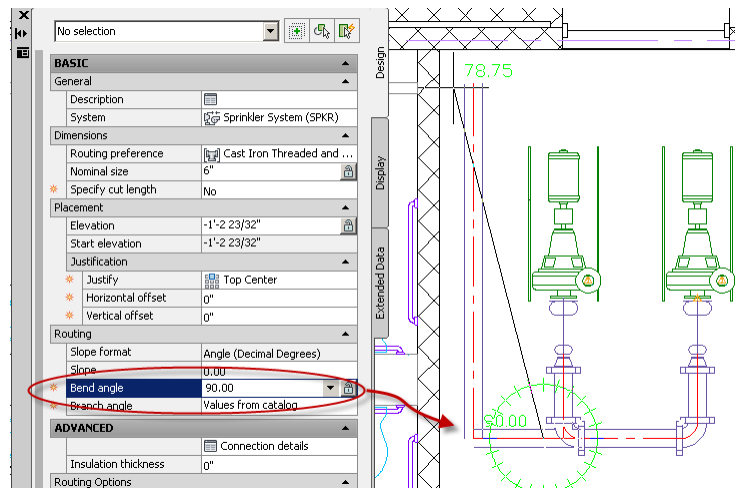 No selection
BASIC
General
Description
System Sprinkler System (SPKR)
Dimensions
Routing preference Cast Iron Threaded and ...
Nominal size 6"
Specify cut length No
Placement
Elevation -1'-2 23/32"
Start elevation -1'-2 23/32"
Justification
Justify Top Center
Horizontal offset 0"
Vertical offset 0"
Routing
Slope format Angle (Decimal Degrees)
Slope 0.00
Bend angle 90.00
Branch angle Values from catalog
ADVANCED
Connection details
Insulation thickness 0"
Routing Options
Design
Display
Extended Data
78.75
90.00